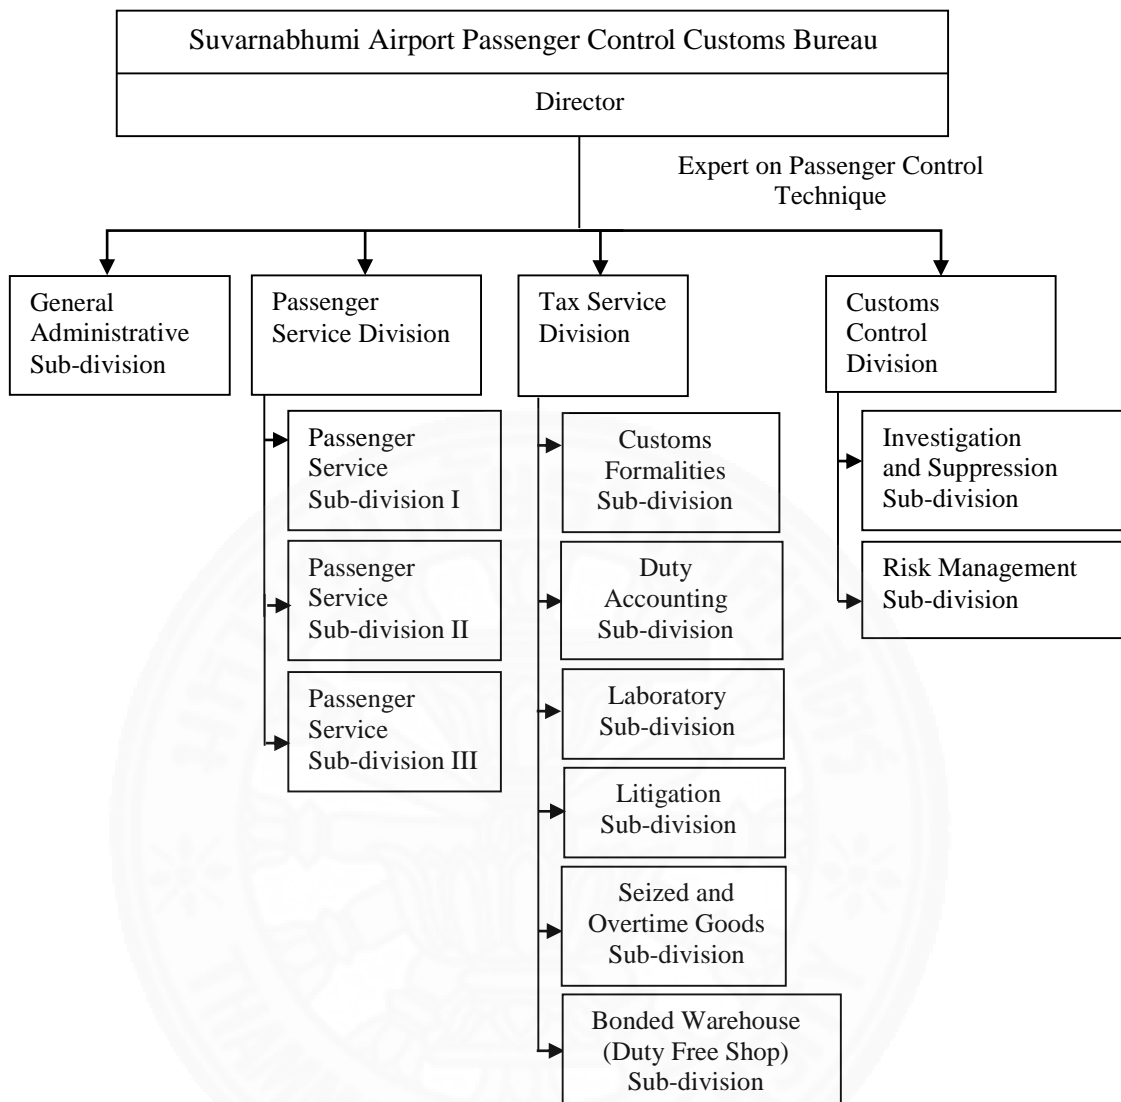 Suvarnabhumi Airport Passenger Control Customs Bureau
Director
Expert on Passenger Control
Technique
General
Administrative
Sub-division
Passenger
Service Division
Tax Service
Division
Customs
Control
Division
Passenger
Service
Sub-division I
Passenger
Service
Sub-division II
Passenger
Service
Sub-division III
Customs
Formalities
Sub-division
Duty
Accounting
Sub-division
Laboratory
Sub-division
Litigation
Sub-division
Seized and
Overtime Goods
Sub-division
Bonded Warehouse
(Duty Free Shop)
Sub-division
Investigation
and Suppression
Sub-division
Risk Management
Sub-division